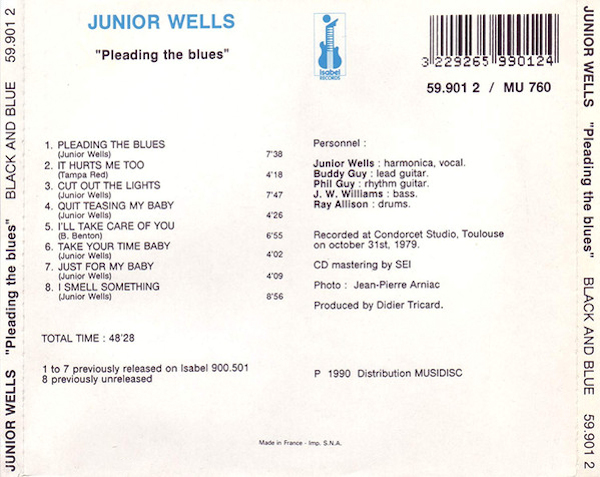 JUNIOR WELLS
"Pleading the blues"
isabel
RECORDS
3 229265 990124
59.901 2 / MU 760
1. PLEADING THE BLUES
(Junior Wells) 7'38
2. IT HURTS ME TOO
(Tampa Red) 4'18
3. CUT OUT THE LIGHTS
(Junior Wells) 7'47
4. QUIT TEASING MY BABY
(Junior Wells) 4'26
5. I'LL TAKE CARE OF YOU
(B. Benton) 6'55
6. TAKE YOUR TIME BABY
(Junior Wells) 4'02
7. JUST FOR MY BABY
(Junior Wells) 4'09
8. I SMELL SOMETHING
(Junior Wells) 8'56
TOTAL TIME : 48'28
1 to 7 previously released on Isabel 900.501
8 previously unreleased
Personnel :
Junior Wells : harmonica, vocal.
Buddy Guy : lead guitar.
Phil Guy : rhythm guitar.
J. W. Williams : bass.
Ray Allison : drums.
Recorded at Condorcet Studio, Toulouse
on october 31st, 1979.
CD mastering by SEI
Photo : Jean-Pierre Arniac
Produced by Didier Tricard.
P 1990 Distribution MUSIDISC
Made in France - Imp. S.N.A.
JUNIOR WELLS "Pleading the blues" BLACK AND BLUE 59.901 2
JUNIOR WELLS "Pleading the blues" BLACK AND BLUE 59.901 2